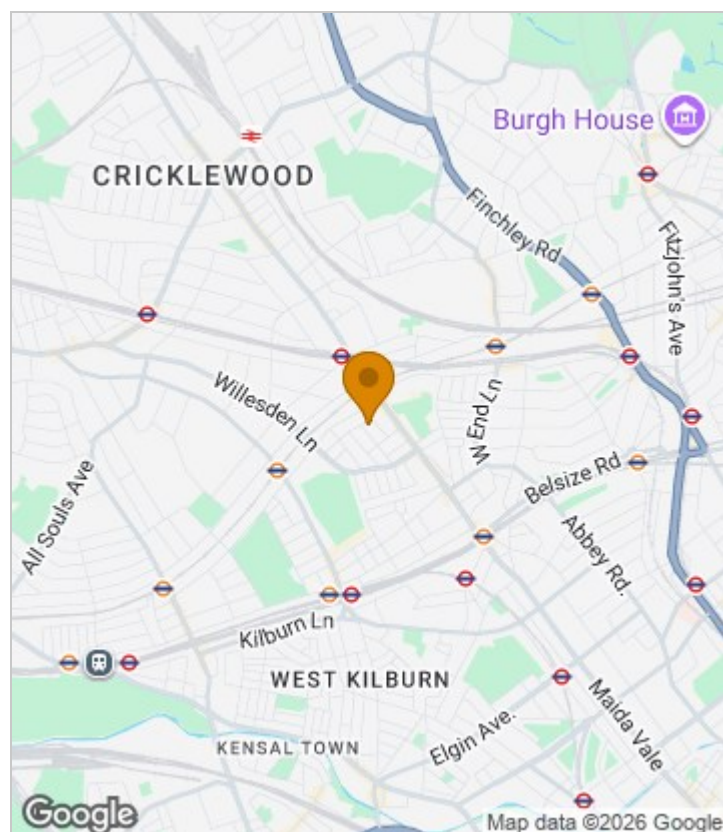 Burgh House
CRICKLEWOOD
Finchley Rd
Fitzjohn's Ave
Willesden Ln
W End Ln
All Souls Ave
Belsize Rd
Abbey Rd.
Kilburn Ln
WEST KILBURN
Maida Vale
Elgin Ave.
KENSAL TOWN
Google
Map data ©2026 Google